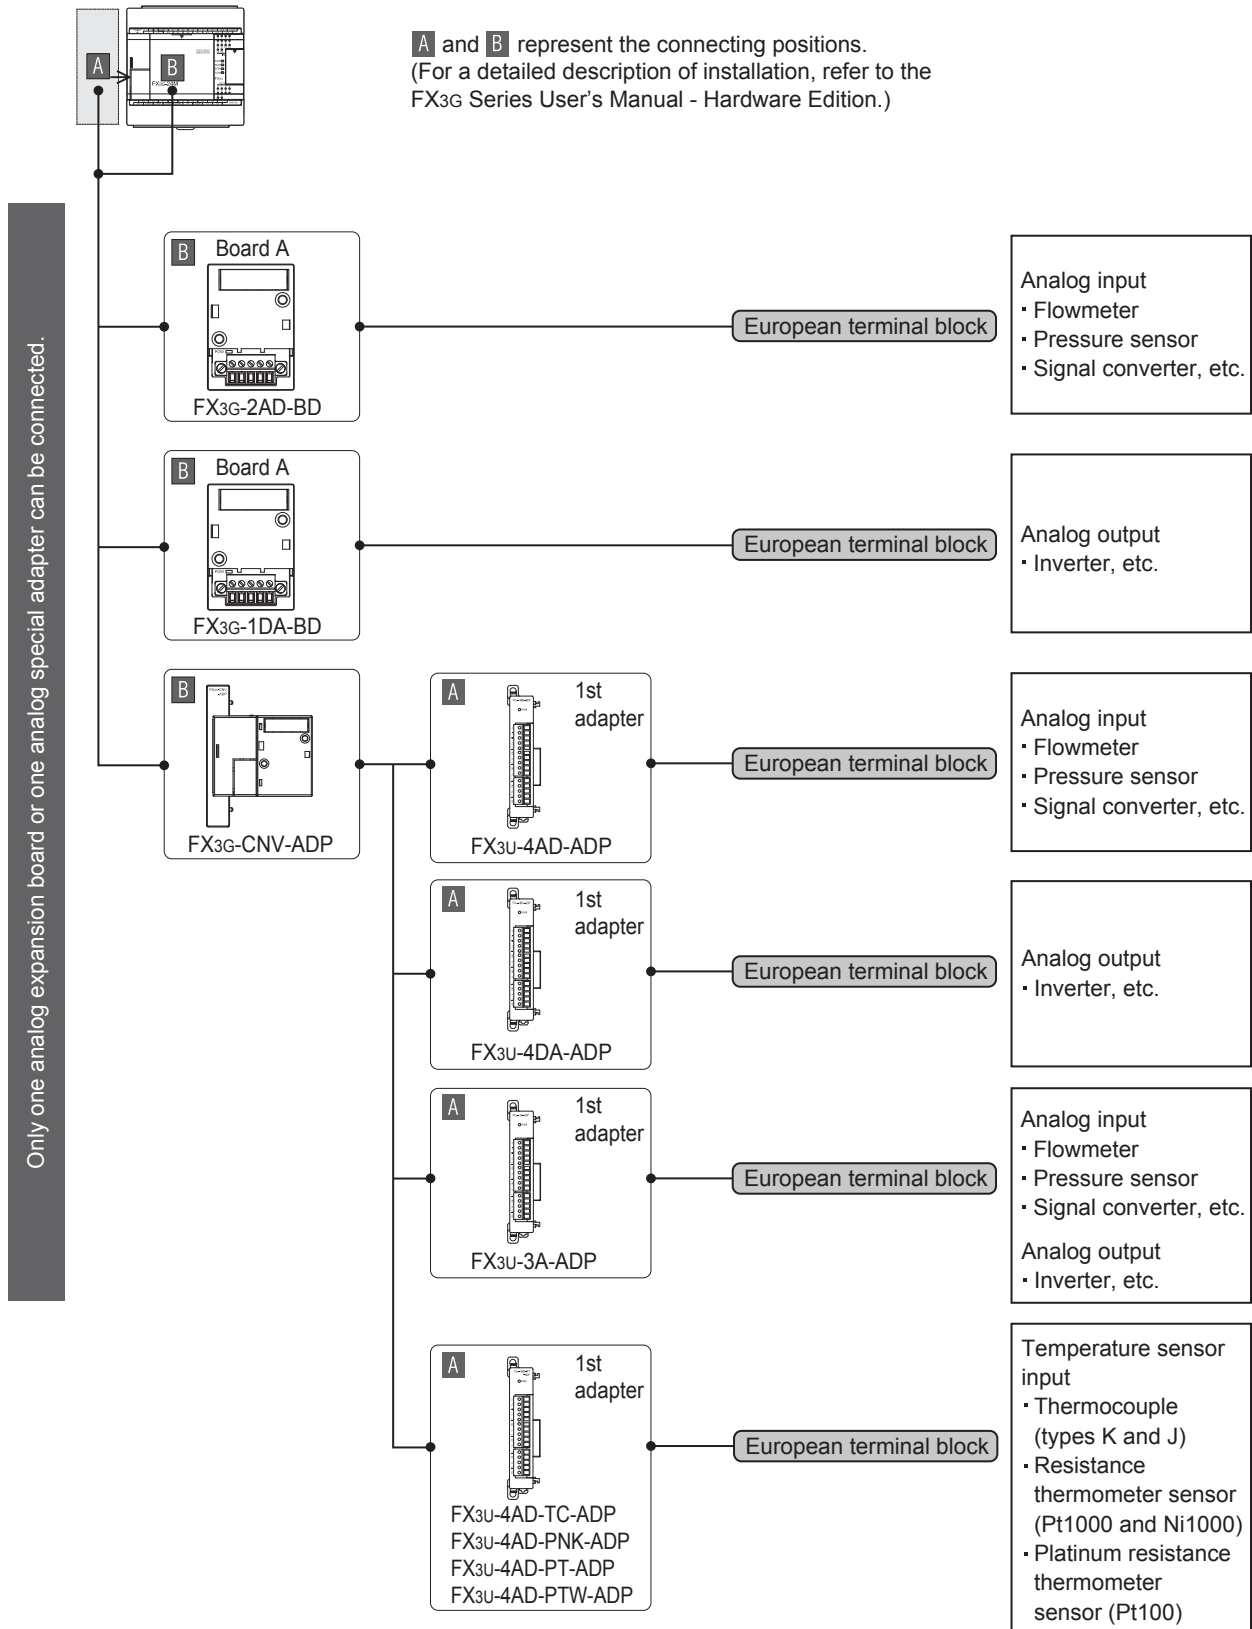 A and B represent the connecting positions.
(For a detailed description of installation, refer to the
FX3G Series User's Manual - Hardware Edition.)
A
B
Only one analog expansion board or one analog special adapter can be connected.
B Board A
FX3G-2AD-BD
European terminal block
Analog input
· Flowmeter
· Pressure sensor
· Signal converter, etc.
B Board A
FX3G-1DA-BD
European terminal block
Analog output
· Inverter, etc.
B
FX3G-CNV-ADP
A 1st
adapter
FX3U-4AD-ADP
European terminal block
Analog input
· Flowmeter
· Pressure sensor
· Signal converter, etc.
A 1st
adapter
FX3U-4DA-ADP
European terminal block
Analog output
· Inverter, etc.
A 1st
adapter
FX3U-3A-ADP
European terminal block
Analog input
· Flowmeter
· Pressure sensor
· Signal converter, etc.
Analog output
· Inverter, etc.
A 1st
adapter
FX3U-4AD-TC-ADP
FX3U-4AD-PNK-ADP
FX3U-4AD-PT-ADP
FX3U-4AD-PTW-ADP
European terminal block
Temperature sensor
input
· Thermocouple
(types K and J)
· Resistance
thermometer sensor
(Pt1000 and Ni1000)
· Platinum resistance
thermometer
sensor (Pt100)